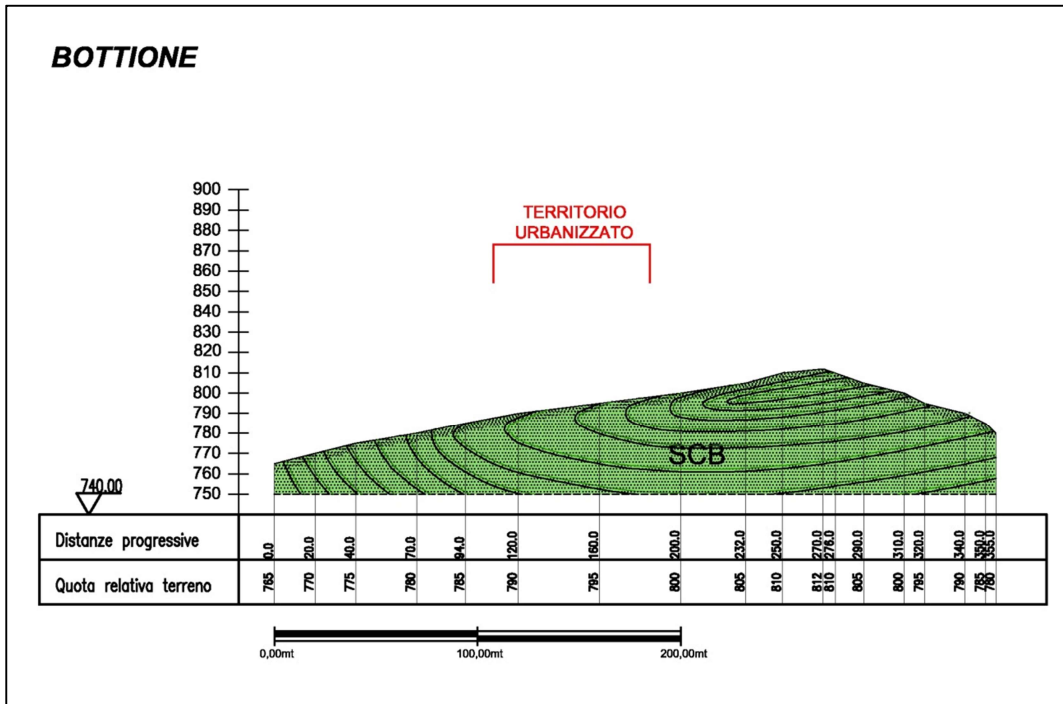 BOTTIONE
900
890
880
870
860
850
840
830
820
810
800
790
780
770
760
750
TERRITORIO
URBANIZZATO
SCB
740.00
Distanze progressive 0.0 20.0 40.0 70.0 94.0 120.0 160.0 200.0 232.0 250.0 270.0 276.0 290.0 310.0 320.0 340.0 350.0 355.0
Quota relativa terreno 765 770 775 780 785 790 795 800 805 810 812 810 805 800 795 790 785 780
0,00mt 100,00mt 200,00mt